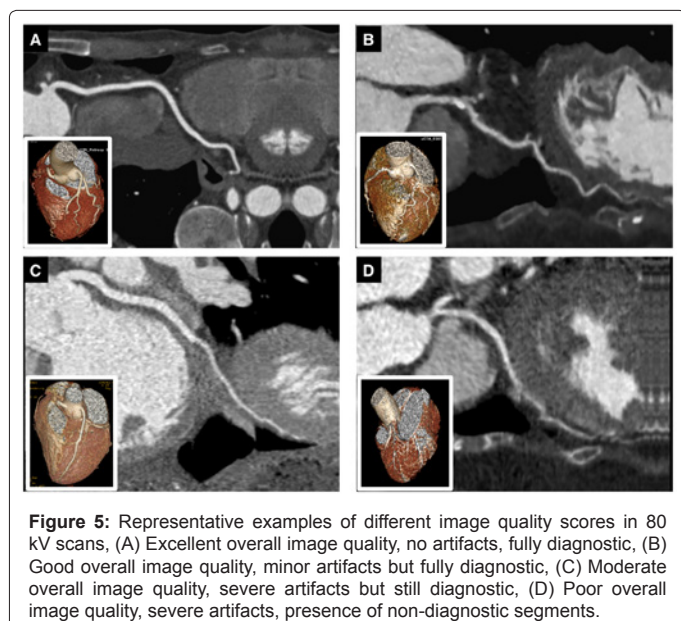 A
B
C
D
Figure 5: Representative examples of different image quality scores in 80
kV scans, (A) Excellent overall image quality, no artifacts, fully diagnostic, (B)
Good overall image quality, minor artifacts but fully diagnostic, (C) Moderate
overall image quality, severe artifacts but still diagnostic, (D) Poor overall
image quality, severe artifacts, presence of non-diagnostic segments.